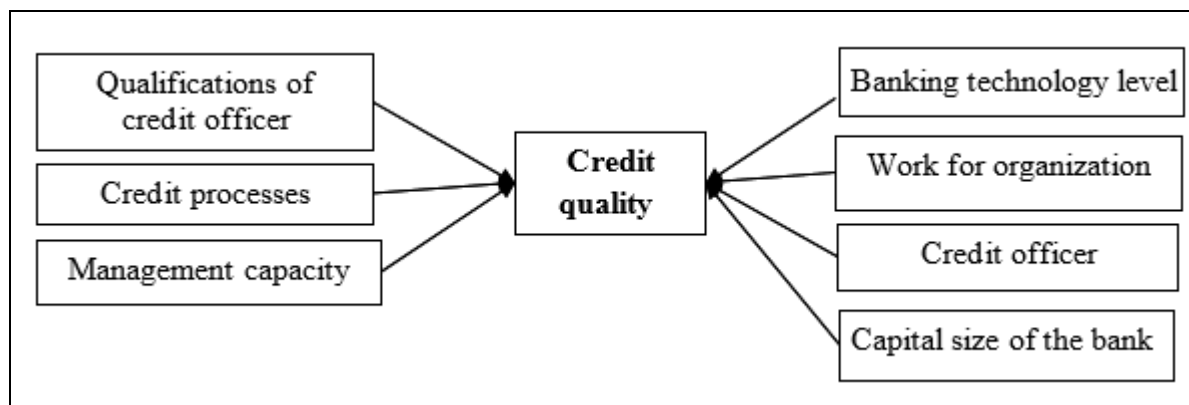 Qualifications of
credit officer
Credit processes
Management capacity
Credit
quality
Banking technology level
Work for organization
Credit officer
Capital size of the bank